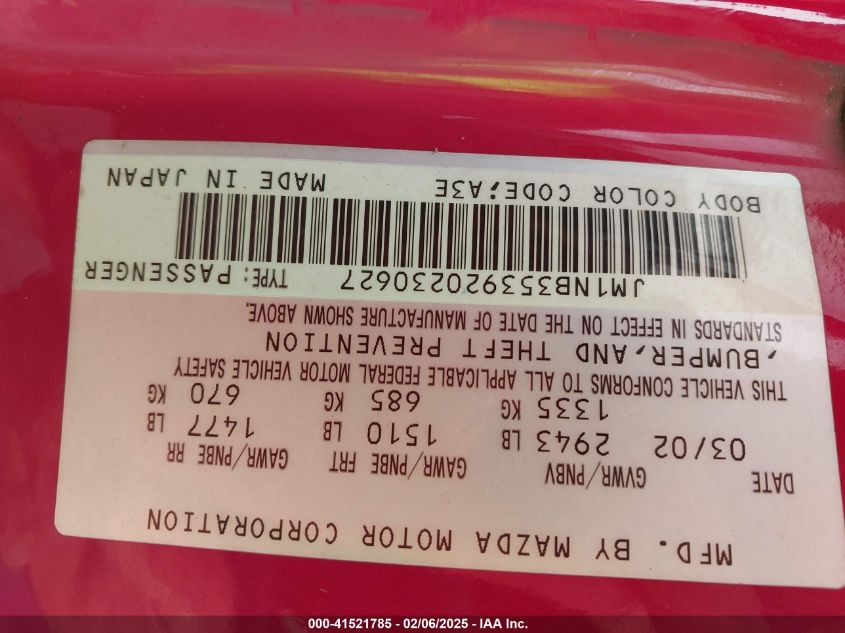 MFD. BY MAZDA MOTOR CORPORATION
DATE GVWR/PNBV GAWR/PNBE FRT GAWR/PNBE RR
03/02 2943 LB 1510 LB 1477 LB
1335 KG 685 KG 670 KG
THIS VEHICLE CONFORMS TO ALL APPLICABLE FEDERAL MOTOR VEHICLE SAFETY
,BUMPER,AND THEFT PREVENTION
STANDARDS IN EFFECT ON THE DATE OF MANUFACTURE SHOWN ABOVE.
JM1NB353920230627 TYPE: PASSENGER
BODY COLOR CODE;A3E MADE IN JAPAN
000-41521785 - 02/06/2025 - IAA Inc.